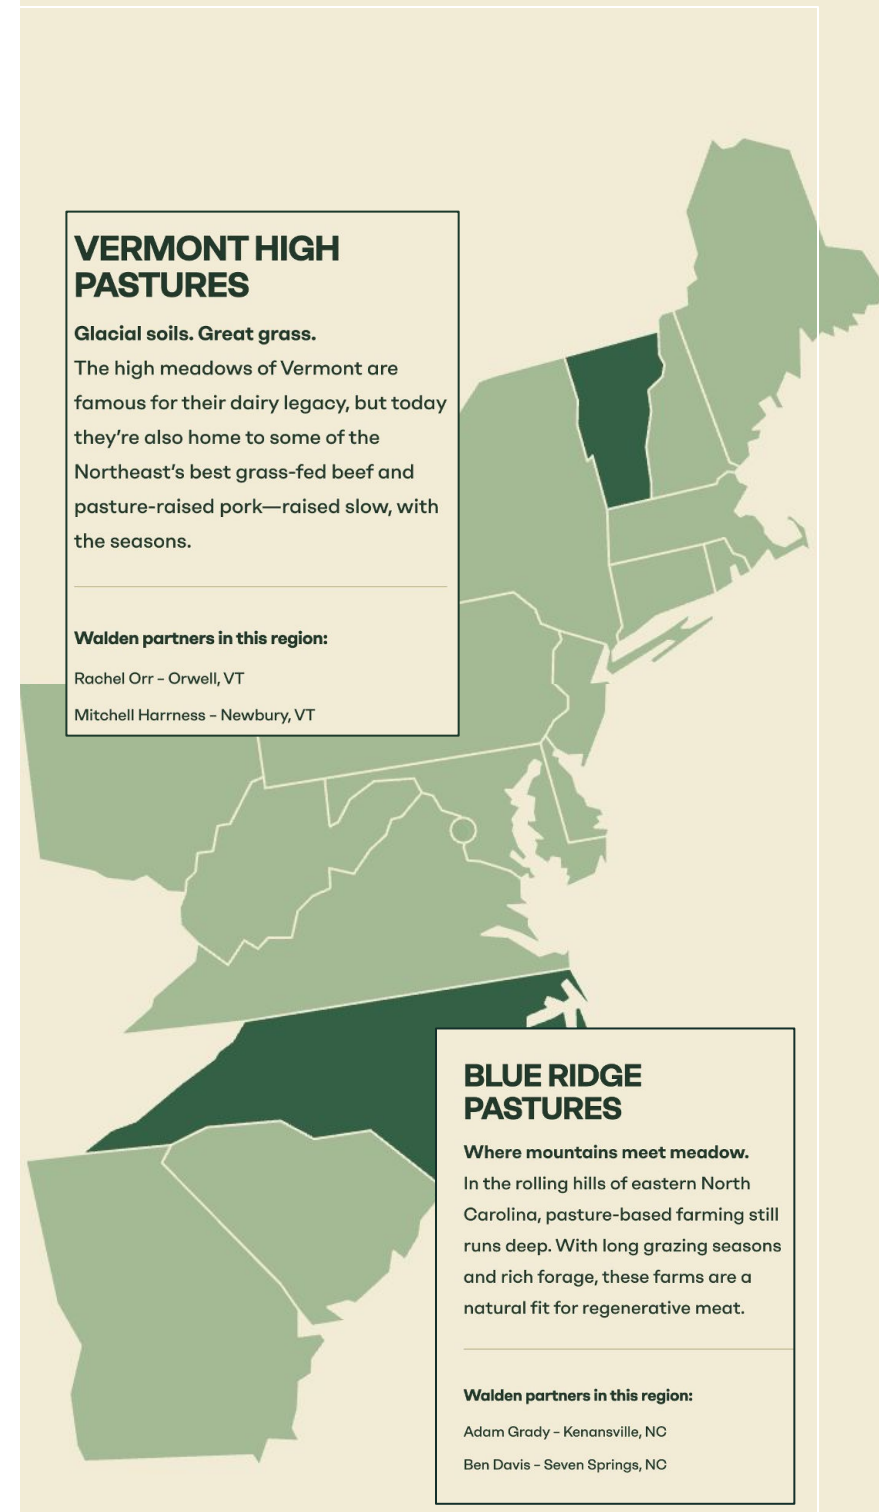 VERMONT HIGH
PASTURES
Glacial soils. Great grass.
The high meadows of Vermont are
famous for their dairy legacy, but today
they’re also home to some of the
Northeast’s best grass-fed beef and
pasture-raised pork—raised slow, with
the seasons.
Walden partners in this region:
Rachel Orr – Orwell, VT
Mitchell Harrness – Newbury, VT
BLUE RIDGE
PASTURES
Where mountains meet meadow.
In the rolling hills of eastern North
Carolina, pasture-based farming still
runs deep. With long grazing seasons
and rich forage, these farms are a
natural fit for regenerative meat.
Walden partners in this region:
Adam Grady – Kenansville, NC
Ben Davis – Seven Springs, NC